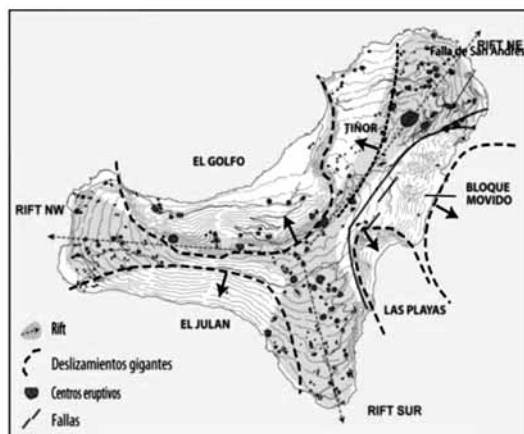 RIFT NE
Falla de San Andres
TIÑOR
EL GOLFO
BLOQUE
MOVIDO
RIFT NW
LAS PLAYAS
EL JULAN
Rift
Deslizamientos gigantes
Centros eruptivos
Fallas
RIFT SUR